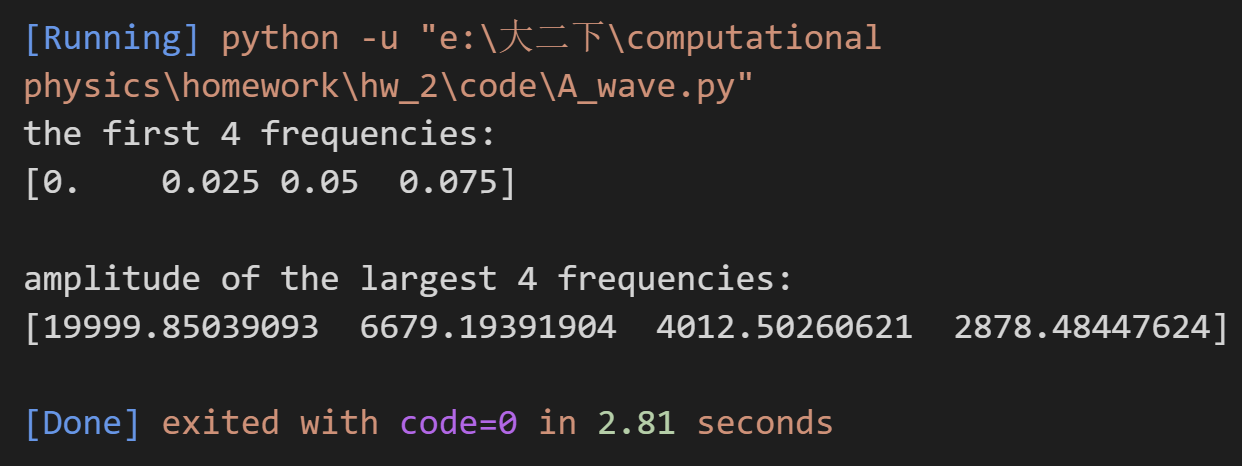 [Running] python -u "e:\大二下\computational
physics\homework\hw_2\code\A_wave.py"
the first 4 frequencies:
[0.    0.025 0.05  0.075]
amplitude of the largest 4 frequencies:
[19999.85039093  6679.19391904  4012.50260621  2878.48447624]
[Done] exited with code=0 in 2.81 seconds